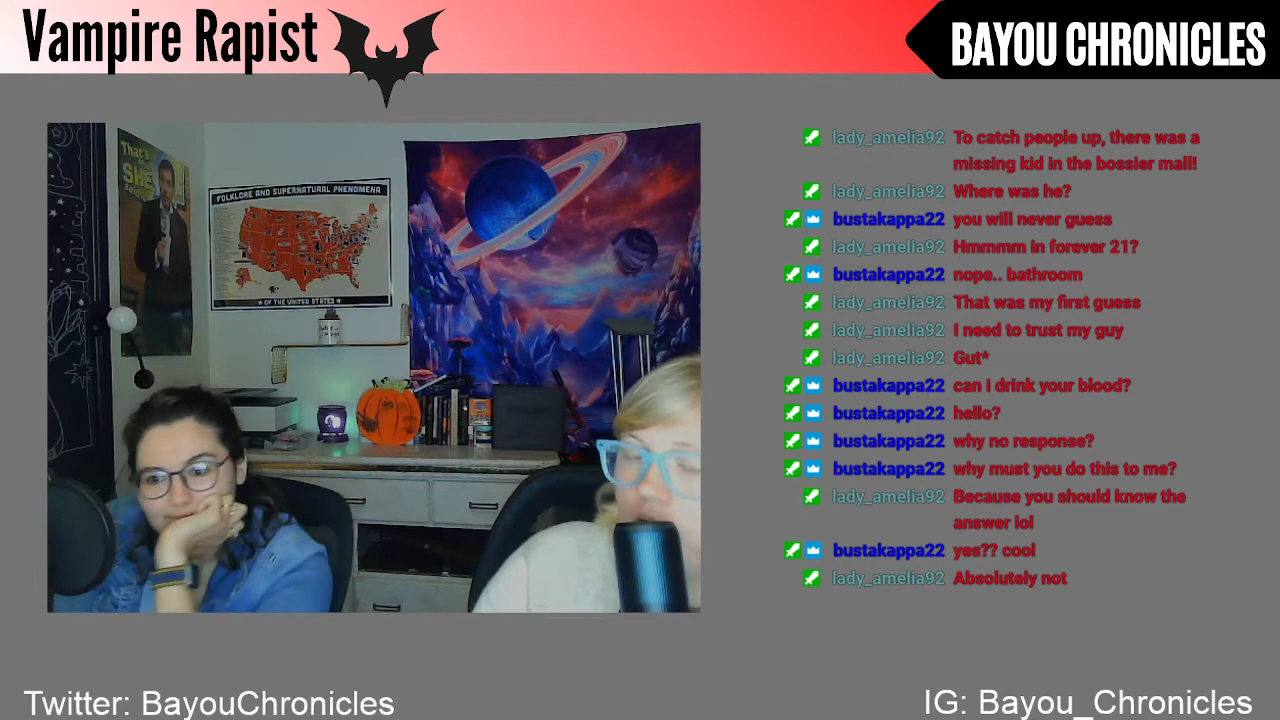 Vampire Rapist
BAYOU CHRONICLES
That's
SHE
FOLKLORE AND SUPERNATURAL PHENOMENA
★ OF THE UNITED STATES ★
lady_amelia92 To catch people up, there was a
missing kid in the bossier mall!
lady_amelia92 Where was he?
bustakappa22 you will never guess
lady_amelia92 Hmmmm in forever 21?
bustakappa22 nope.. bathroom
lady_amelia92 That was my first guess
lady_amelia92 I need to trust my guy
lady_amelia92 Gut*
bustakappa22 can i drink your blood?
bustakappa22 hello?
bustakappa22 why no response?
bustakappa22 why must you do this to me?
lady_amelia92 Because you should know the
answer lol
bustakappa22 yes?? cool
lady_amelia92 Absolutely not
Twitter: BayouChronicles
IG: Bayou_Chronicles